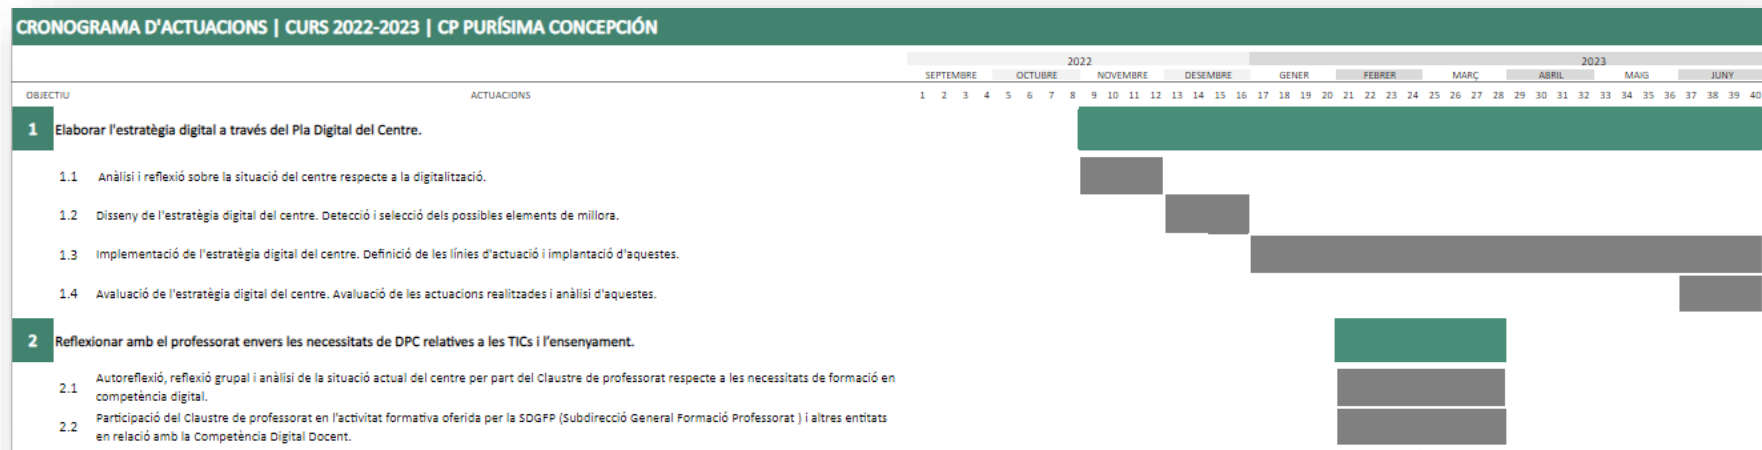 CRONOGRAMA D'ACTUACIONS | CURS 2022-2023 | CP PURÍSIMA CONCEPCIÓN
2022 2023
SEPTEMBRE OCTUBRE NOVEMBRE DESEMBRE GENER FEBRER MARÇ ABRIL MAIG JUNY
OBJECTIU ACTUACIONS 1 2 3 4 5 6 7 8 9 10 11 12 13 14 15 16 17 18 19 20 21 22 23 24 25 26 27 28 29 30 31 32 33 34 35 36 37 38 39 40
1 Elaborar l'estratègia digital a través del Pla Digital del Centre.
1.1 Anàlisi i reflexió sobre la situació del centre respecte a la digitalització.
1.2 Disseny de l'estratègia digital del centre. Detecció i selecció dels possibles elements de millora.
1.3 Implementació de l'estratègia digital del centre. Definició de les línies d'actuació i implantació d'aquestes.
1.4 Avaluació de l'estratègia digital del centre. Avaluació de les actuacions realitzades i anàlisi d'aquestes.
2 Reflexionar amb el professorat envers les necessitats de DPC relatives a les TICs i l'ensenyament.
2.1 Autoreflexió, reflexió grupal i anàlisi de la situació actual del centre per part del Claustre de professorat respecte a les necessitats de formació en
competència digital.
2.2 Participació del Claustre de professorat en l'activitat formativa oferida per la SDGFP (Subdirecció General Formació Professorat ) i altres entitats
en relació amb la Competència Digital Docent.